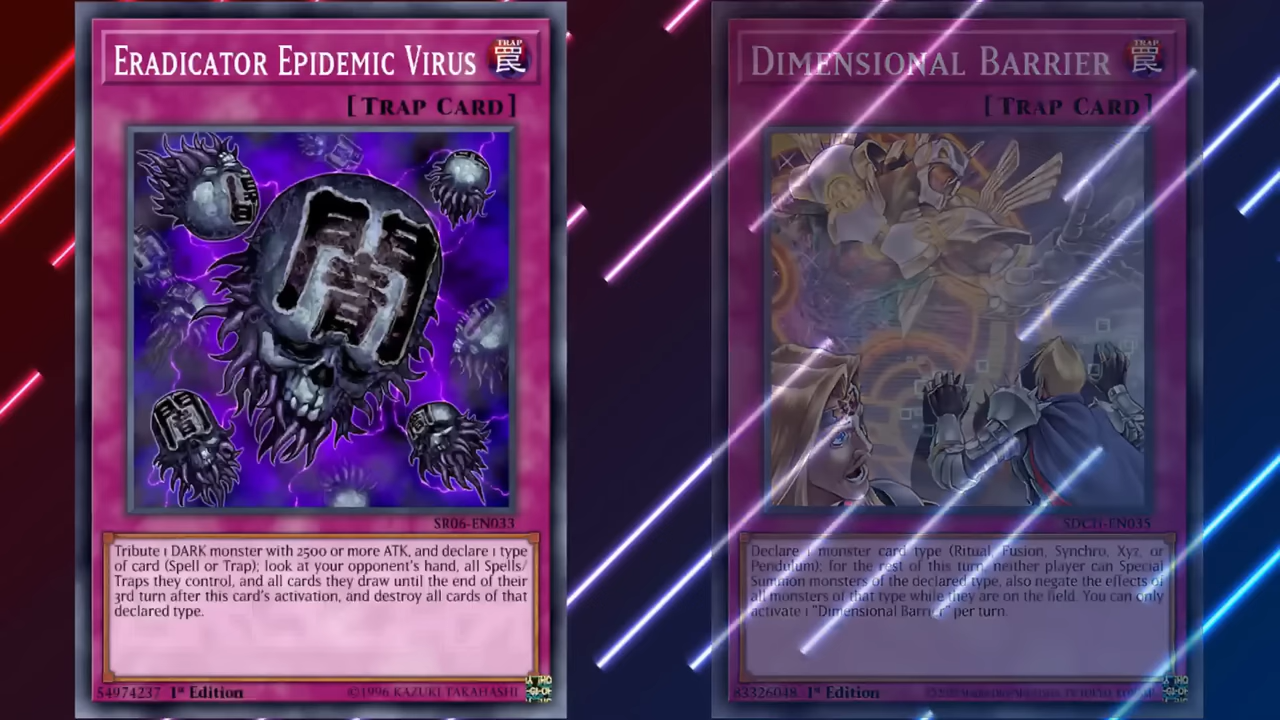 ERADICATOR EPIDEMIC VIRUS
TRAP
罠
[TRAP CARD]
闇
闇
闇
SR06-EN033
Tribute 1 DARK monster with 2500 or more ATK, and declare 1 type
of card (Spell or Trap); look at your opponent's hand, all Spells/
Traps they control, and all cards they draw until the end of their
3rd turn after this card's activation, and destroy all cards of that
declared type.
54974237 1st Edition
©1996 KAZUKI TAKAHASHI
DIMENSIONAL BARRIER
TRAP
罠
[TRAP CARD]
SDCH-EN035
Declare 1 monster card type (Ritual, Fusion, Synchro, Xyz, or
Pendulum); for the rest of this turn, neither player can Special
Summon monsters of the declared type, also negate the effects of
all monsters of that type while they are on the field. You can only
activate 1 "Dimensional Barrier" per turn.
83326048 1st Edition